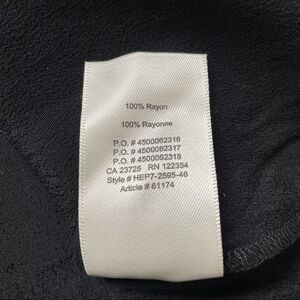 100% Rayon
100% Rayonne
P.O. # 4500062316
P.O. # 4500062317
P.O. # 4500062318
CA 23725 RN 122354
Style # HEP7-2595-46
Article # 61174